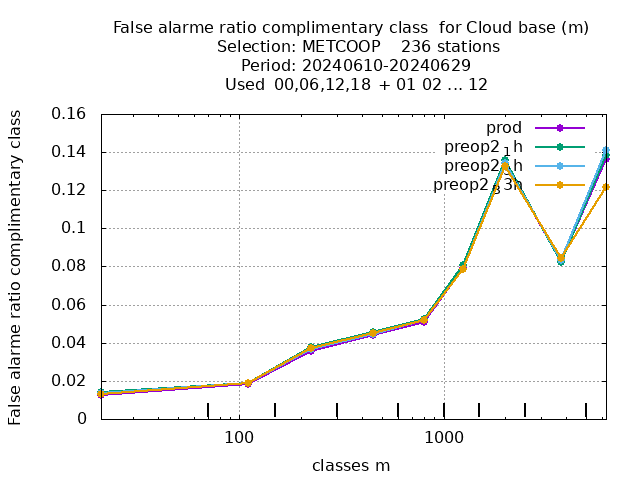 False alarme ratio complimentary class for Cloud base (m)
Selection: METCOOP 236 stations
Period: 20240610-20240629
Used 00,06,12,18 + 01 02 ... 12
False alarme ratio complimentary class
0.16
0.14
0.12
0.1
0.08
0.06
0.04
0.02
0
prod
preop2_1h
preop2_h
preop2_33h
100
1000
classes m